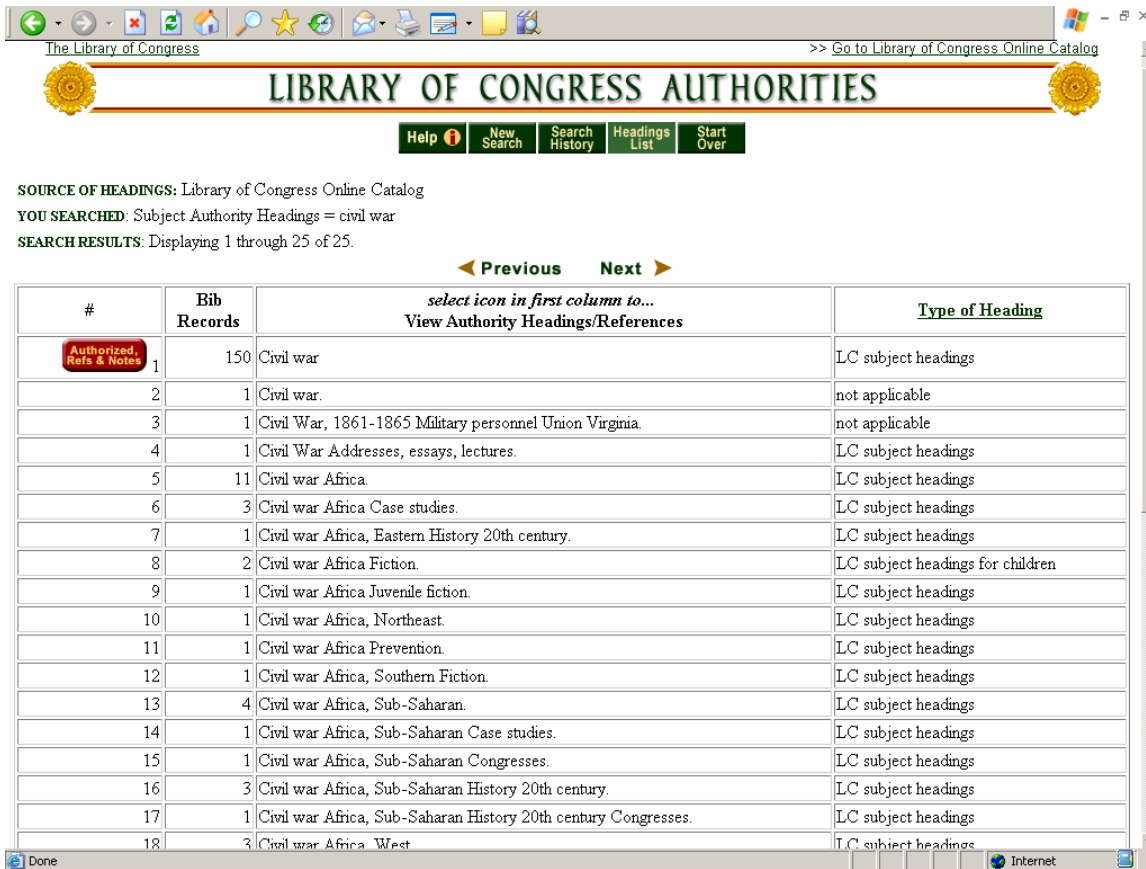 The Library of Congress >> Go to Library of Congress Online Catalog
LIBRARY OF CONGRESS AUTHORITIES
Help i New Search Search History Headings List Start Over
SOURCE OF HEADINGS: Library of Congress Online Catalog
YOU SEARCHED: Subject Authority Headings = civil war
SEARCH RESULTS: Displaying 1 through 25 of 25.
Previous Next
# Bib Records select icon in first column to... View Authority Headings/References Type of Heading
Authorized, Refs & Notes 1 150 Civil war LC subject headings
2 1 Civil war. not applicable
3 1 Civil War, 1861-1865 Military personnel Union Virginia. not applicable
4 1 Civil War Addresses, essays, lectures. LC subject headings
5 11 Civil war Africa. LC subject headings
6 3 Civil war Africa Case studies. LC subject headings
7 1 Civil war Africa, Eastern History 20th century. LC subject headings
8 2 Civil war Africa Fiction. LC subject headings for children
9 1 Civil war Africa Juvenile fiction. LC subject headings
10 1 Civil war Africa, Northeast. LC subject headings
11 1 Civil war Africa Prevention. LC subject headings
12 1 Civil war Africa, Southern Fiction. LC subject headings
13 4 Civil war Africa, Sub-Saharan. LC subject headings
14 1 Civil war Africa, Sub-Saharan Case studies. LC subject headings
15 1 Civil war Africa, Sub-Saharan Congresses. LC subject headings
16 3 Civil war Africa, Sub-Saharan History 20th century. LC subject headings
17 1 Civil war Africa, Sub-Saharan History 20th century Congresses. LC subject headings
18 3 Civil war Africa, West LC subject headings
Done Internet